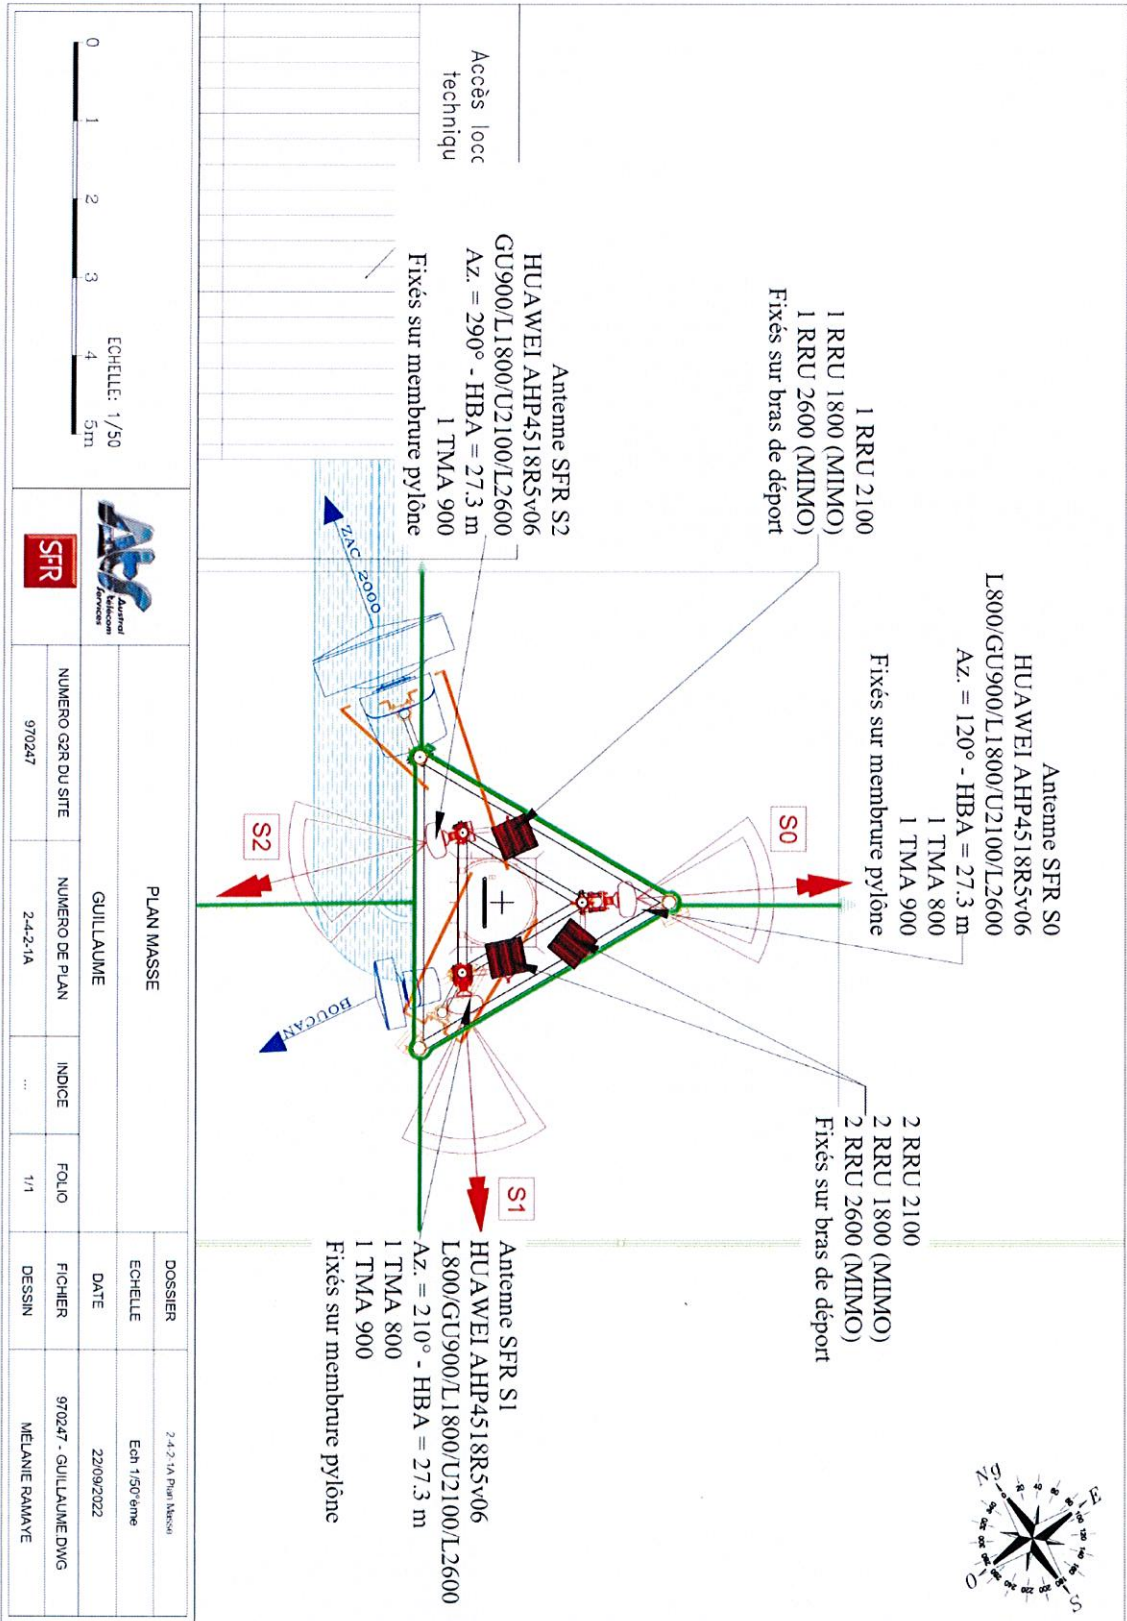 Antenne SFR S0
HUAWEI AHP4518R5v06
L800/GU900/L1800/U2100/L2600
Az. = 120° - HBA = 27.3 m
1 TMA 800
1 TMA 900
Fixés sur membrure pylône
1 RRU 2100
1 RRU 1800 (MIMO)
1 RRU 2600 (MIMO)
Fixés sur bras de déport
2 RRU 2100
2 RRU 1800 (MIMO)
2 RRU 2600 (MIMO)
Fixés sur bras de déport
Antenne SFR S2
HUAWEI AHP4518R5v06
GU900/L1800/U2100/L2600
Az. = 290° - HBA = 27.3 m
1 TMA 900
Fixés sur membrure pylône
Accès loca
techniqu
Antenne SFR S1
HUAWEI AHP4518R5v06
L800/GU900/L1800/U2100/L2600
Az. = 210° - HBA = 27.3 m
1 TMA 800
1 TMA 900
Fixés sur membrure pylône
S0
S1
S2
ZAC 2000
BOUCAN
Ng
E
S
O
0 1 2 3 4 5m
ECHELLE: 1/50
Ats
Austral
télécom
services
SFR
PLAN MASSE
GUILLAUME
NUMERO G2R DU SITE
970247
NUMERO DE PLAN
2-4-2-1A
INDICE
...
FOLIO
1/1
DOSSIER
2-4-2-1A Plan Masse
ECHELLE
Ech 1/50°ème
DATE
22/09/2022
FICHIER
970247 - GUILLAUME.DWG
DESSIN
MÉLANIE RAMAYE